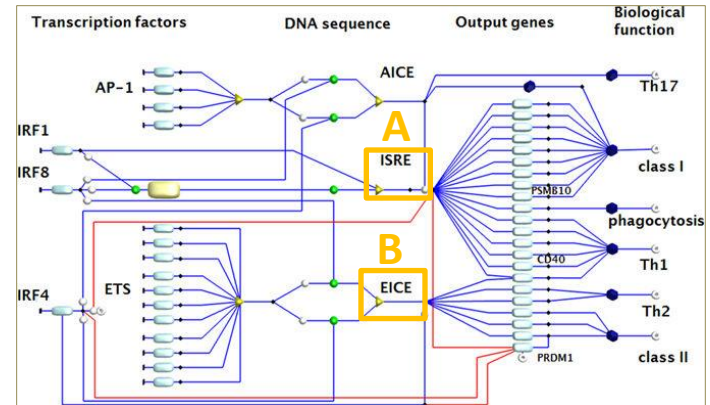 Transcription factors
DNA sequence
Output genes
Biological
function
AP-1
AICE
Th17
A
IRF1
ISRE
class I
IRF8
PSMB10
phagocytosis
B
CD40
Th1
ETS
EICE
IRF4
Th2
PRDM1
class II